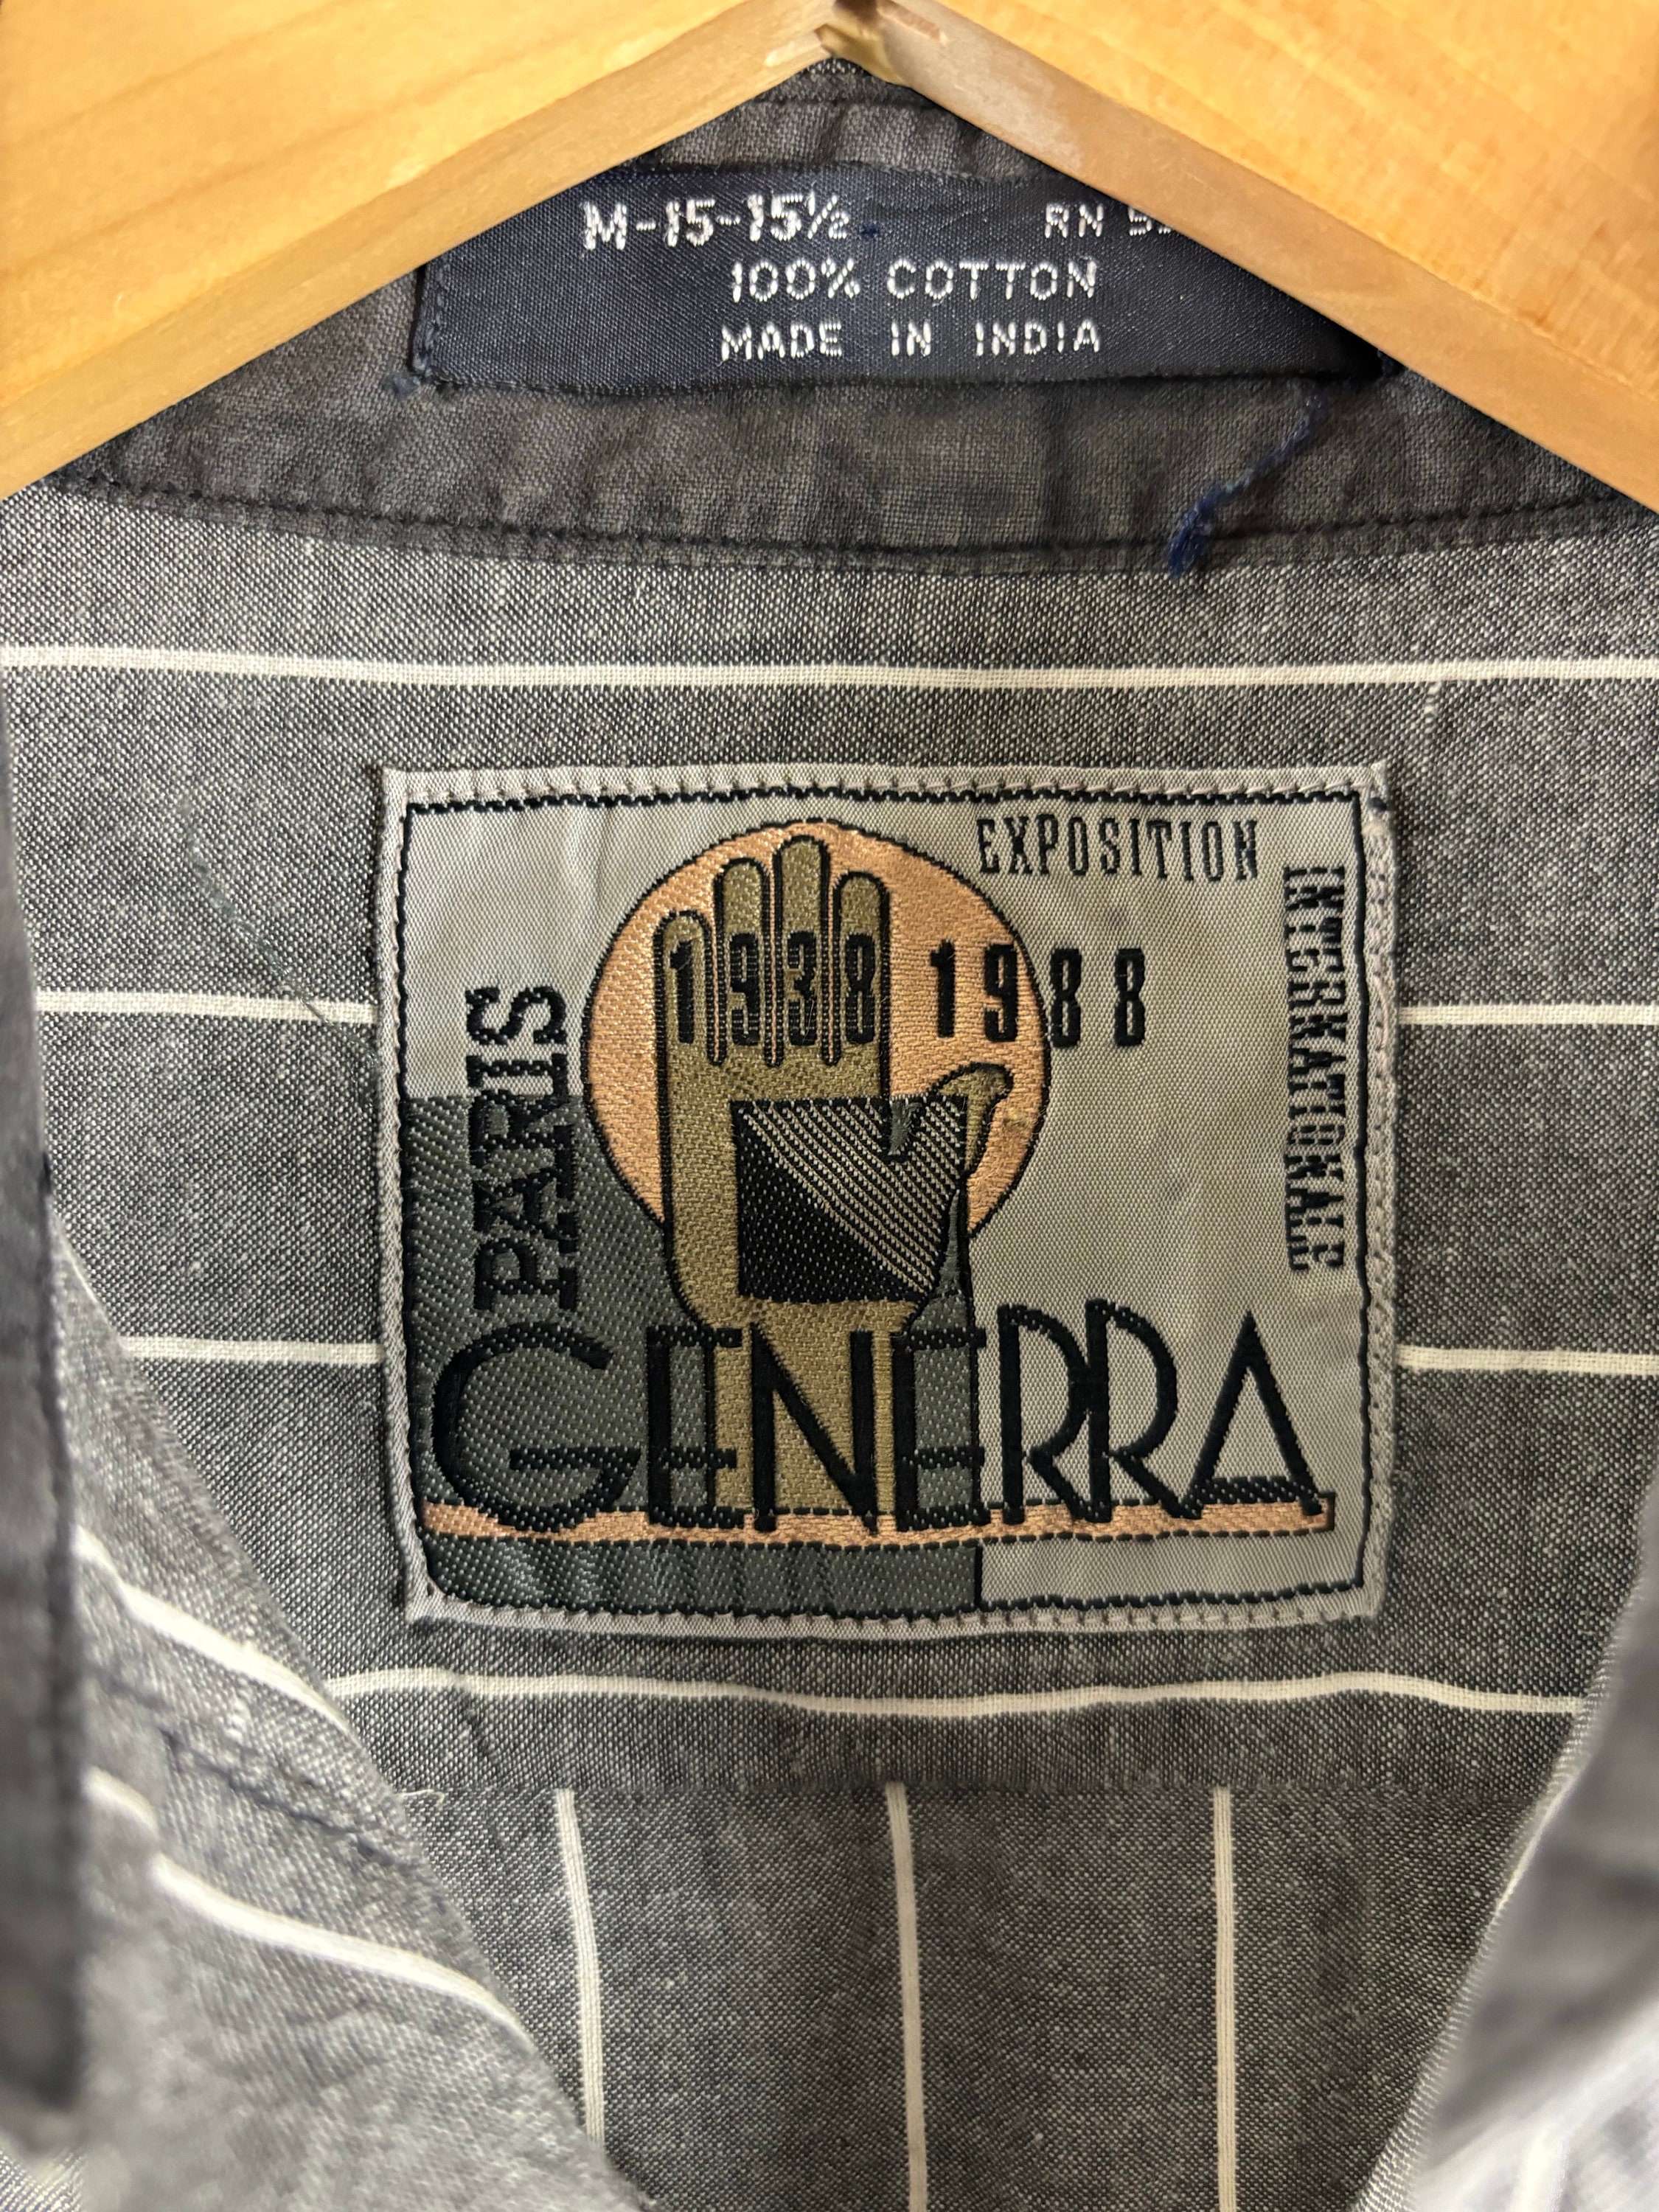 M-15-15½ RN
100% COTTON
MADE IN INDIA
EXPOSITION
INTERNATIONALE
1938 1988
PARIS
GENERRA